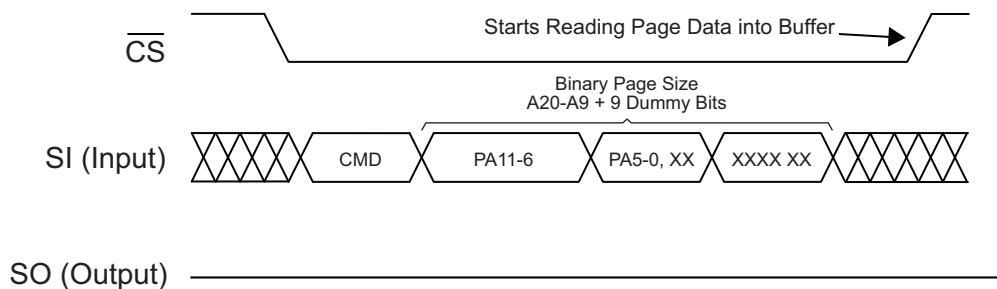 Starts Reading Page Data into Buffer
CS
Binary Page Size
A20-A9 + 9 Dummy Bits
SI (Input)
CMD
PA11-6
PA5-0, XX
XXXX XX
SO (Output)